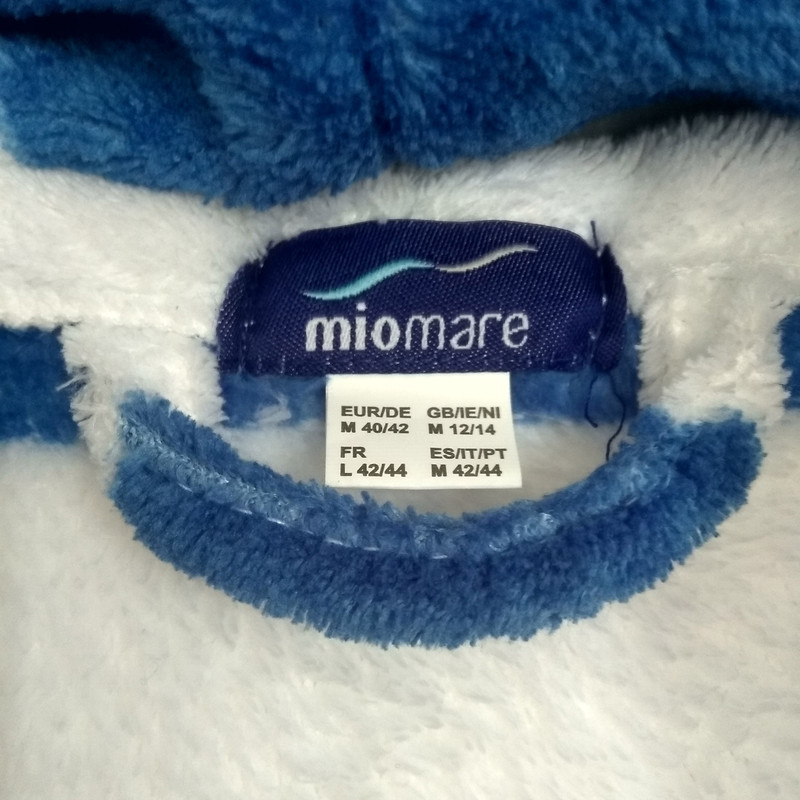 miomare
EUR/DE GB/IE/NI
M 40/42 M 12/14
FR ES/IT/PT
L 42/44 M 42/44